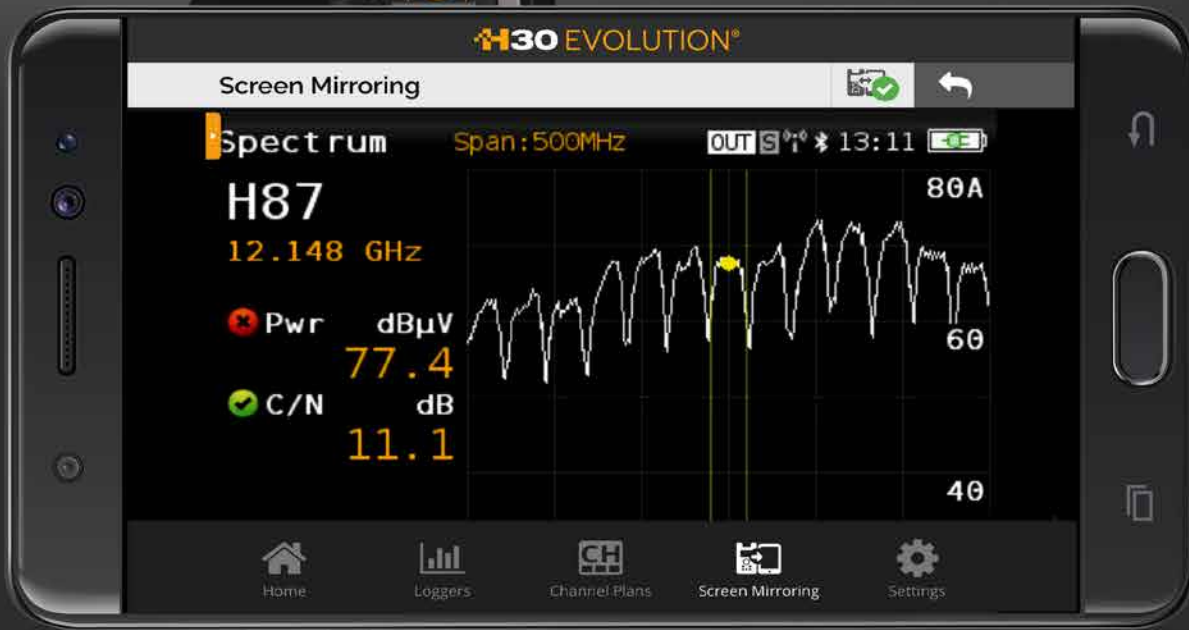 H30 EVOLUTION®
Screen Mirroring
Spectrum Span:500MHz OUT S 13:11
H87
12.148 GHz
Pwr dBµV
77.4
C/N dB
11.1
80A
60
40
CH
Home Loggers Channel Plans Screen Mirroring Settings